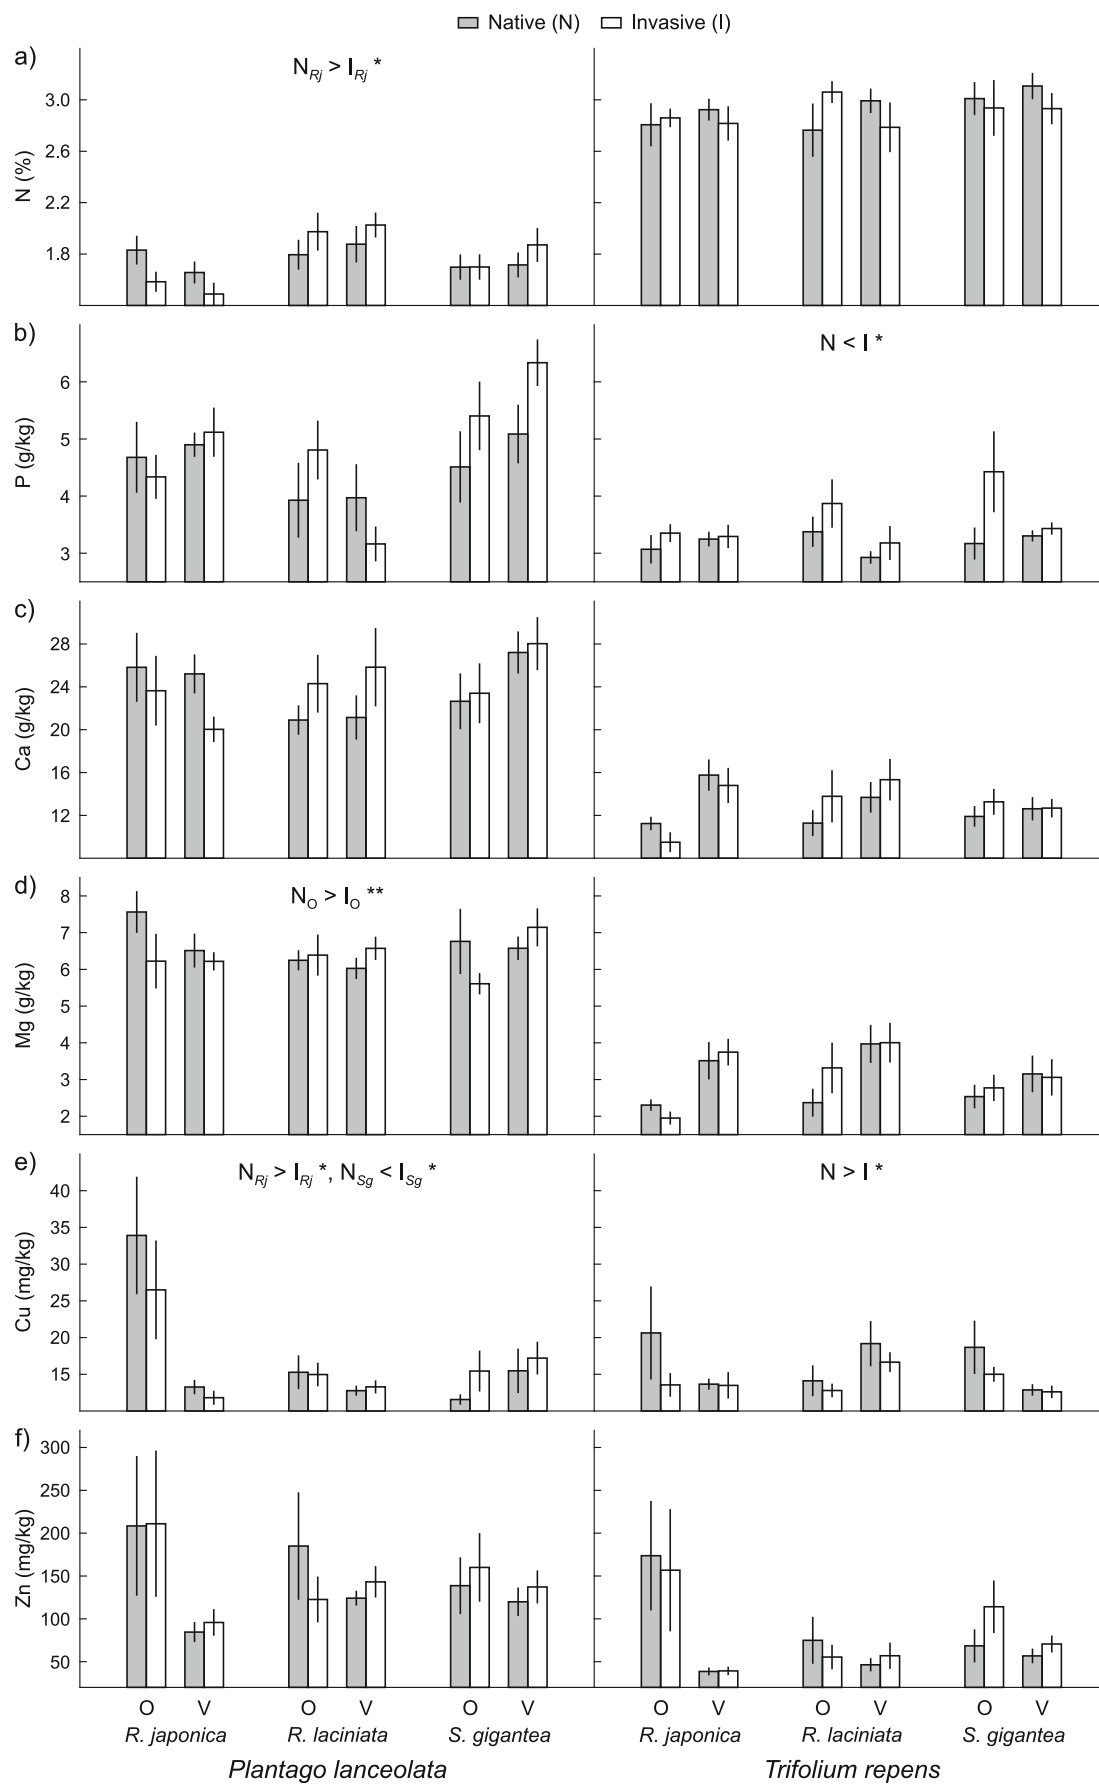 Native (N) Invasive (I)
a)
N_Rj > I_Rj *
N (%)
3.0
2.6
2.2
1.8
b)
N < I *
P (g/kg)
6
5
4
3
c)
Ca (g/kg)
28
24
20
16
12
d)
N_O > I_O **
Mg (g/kg)
8
7
6
5
4
3
2
e)
N_Rj > I_Rj *, N_Sg < I_Sg * N > I *
Cu (mg/kg)
40
35
30
25
20
15
f)
Zn (mg/kg)
300
250
200
150
100
50
O V O V O V O V O V O V
R. japonica R. laciniata S. gigantea R. japonica R. laciniata S. gigantea
Plantago lanceolata Trifolium repens